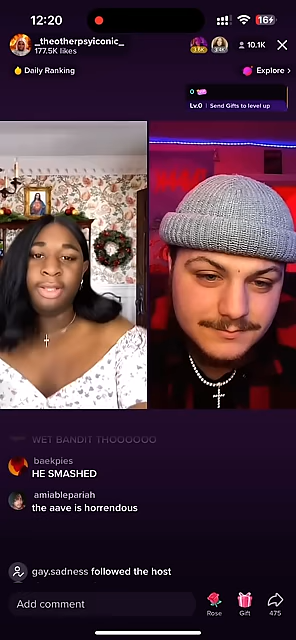 12:20
16
_theotherpsyiconic_
177.5K likes
10.1K
Daily Ranking
Explore >
0
Lv.0 | Send Gifts to level up
WET BANDIT THOOOOOO
baekpies
HE SMASHED
amiablepariah
the aave is horrendous
gay.sadness followed the host
Add comment
Rose
Gift
475